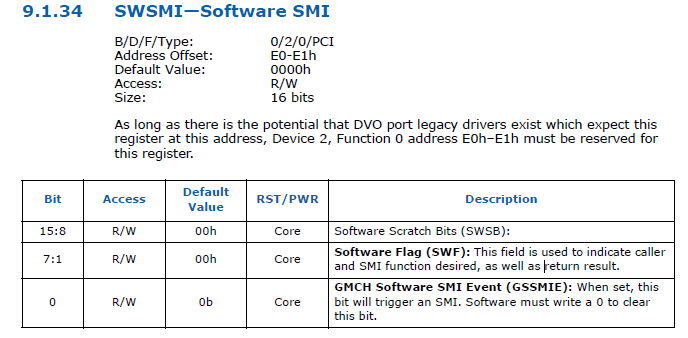 9.1.34 SWSMI—Software SMI
B/D/F/Type: 0/2/0/PCI
Address Offset: E0-E1h
Default Value: 0000h
Access: R/W
Size: 16 bits
As long as there is the potential that DVO port legacy drivers exist which expect this
register at this address, Device 2, Function 0 address E0h–E1h must be reserved for
this register.
Bit Access Default Value RST/PWR Description
15:8 R/W 00h Core Software Scratch Bits (SWSB):
7:1 R/W 00h Core Software Flag (SWF): This field is used to indicate caller
and SMI function desired, as well as return result.
0 R/W 0b Core GMCH Software SMI Event (GSSMIE): When set, this
bit will trigger an SMI. Software must write a 0 to clear
this bit.